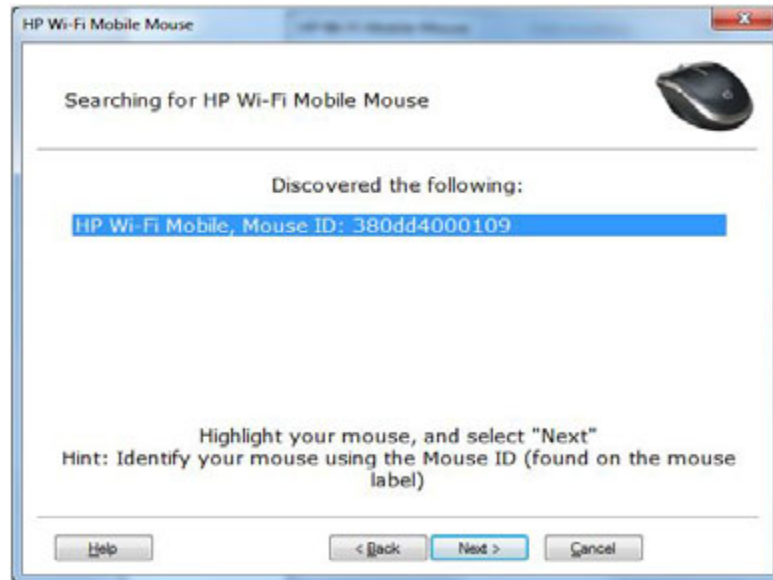 HP Wi-Fi Mobile Mouse
Searching for HP Wi-Fi Mobile Mouse
Discovered the following:
HP Wi-Fi Mobile, Mouse ID: 380dd4000109
Highlight your mouse, and select "Next"
Hint: Identify your mouse using the Mouse ID (found on the mouse
label)
Help
< Back
Next >
Cancel